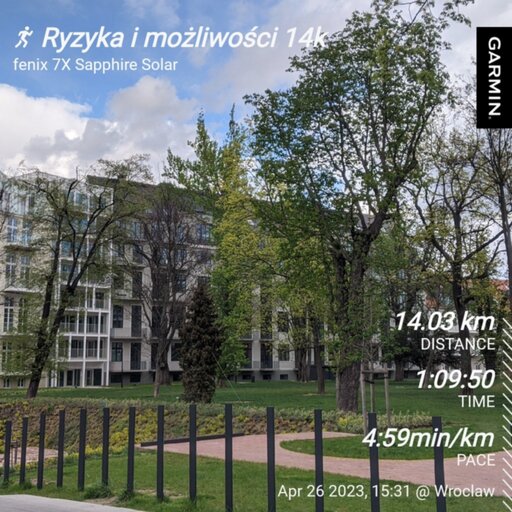 Ryzyka i możliwości 14k
fenix 7X Sapphire Solar
GARMIN
14.03 km
DISTANCE
1:09:50
TIME
4:59min/km
PACE
Apr 26 2023, 15:31 @ Wroclaw